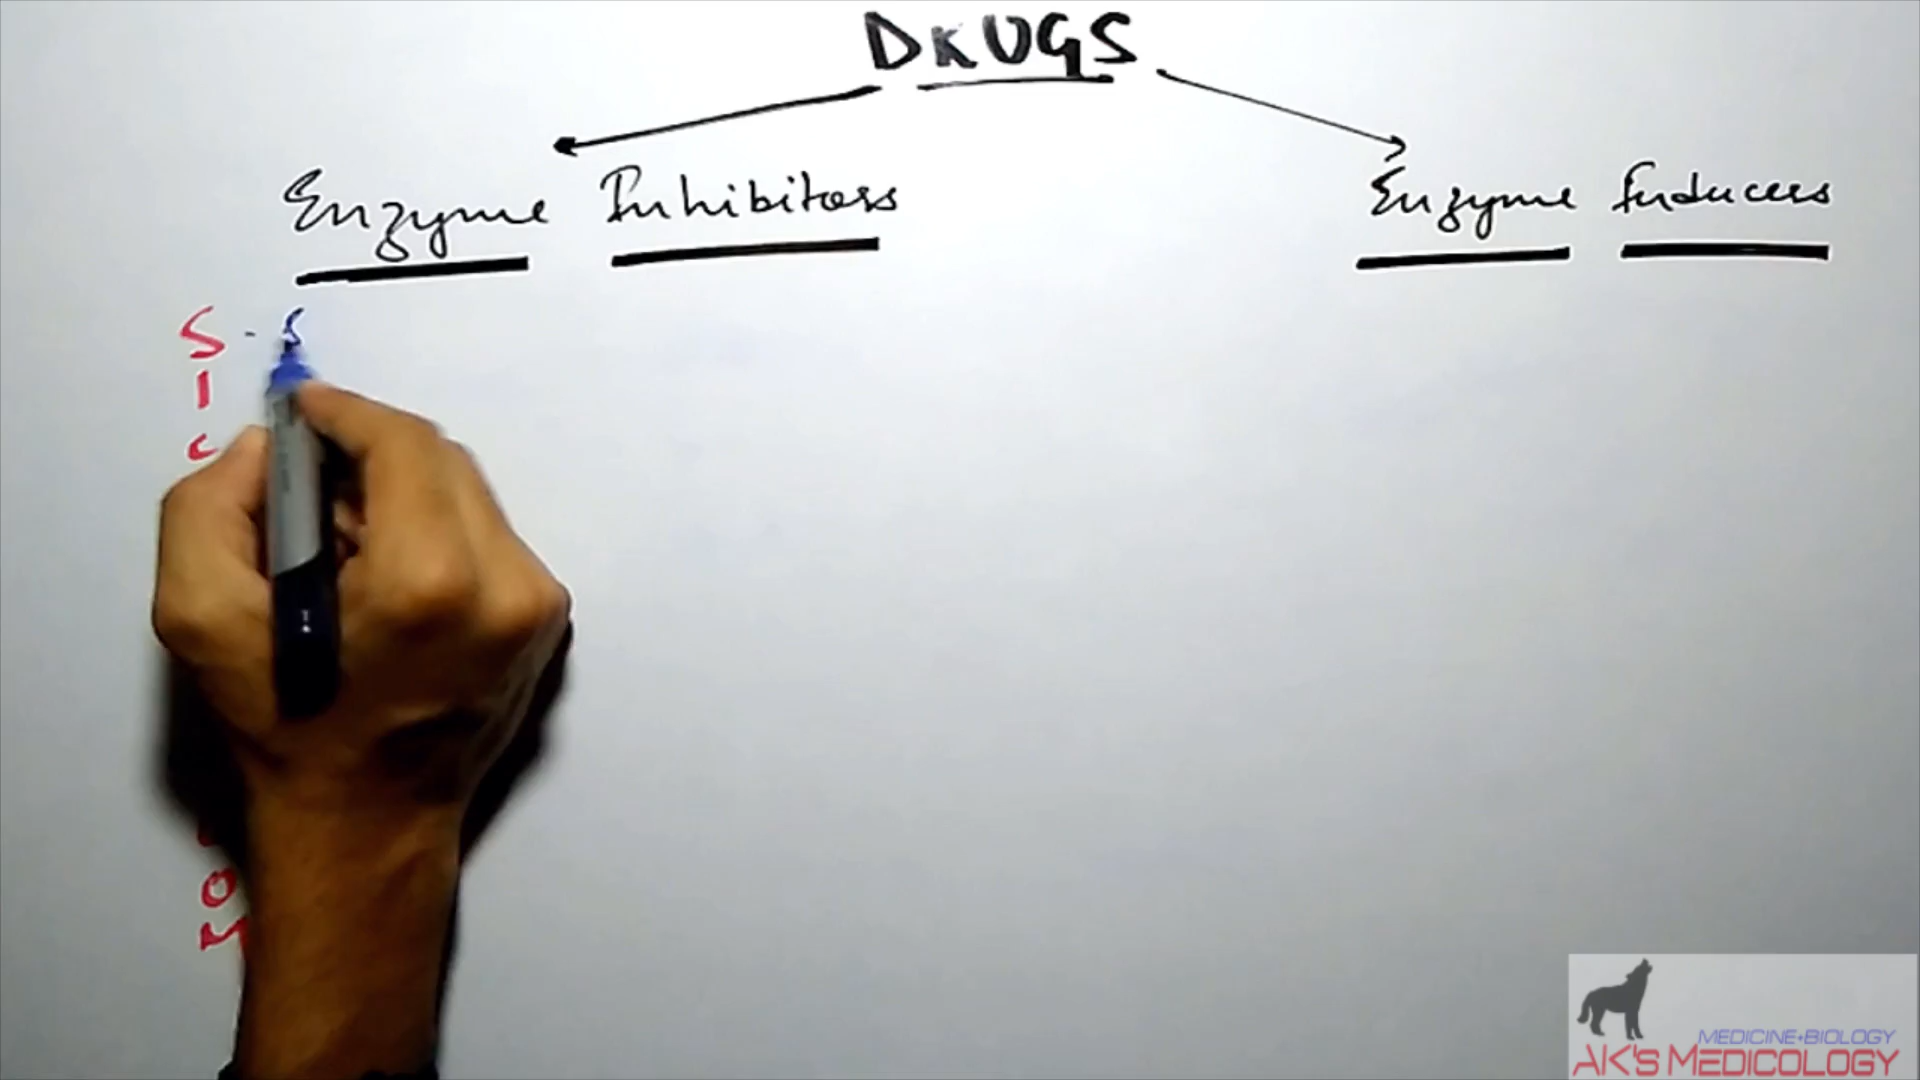 DRUGS
Enzyme Inhibitors
Enzyme Inducers
S - S
I
C
O
M
MEDICINE+BIOLOGY
AK'S MEDICOLOGY